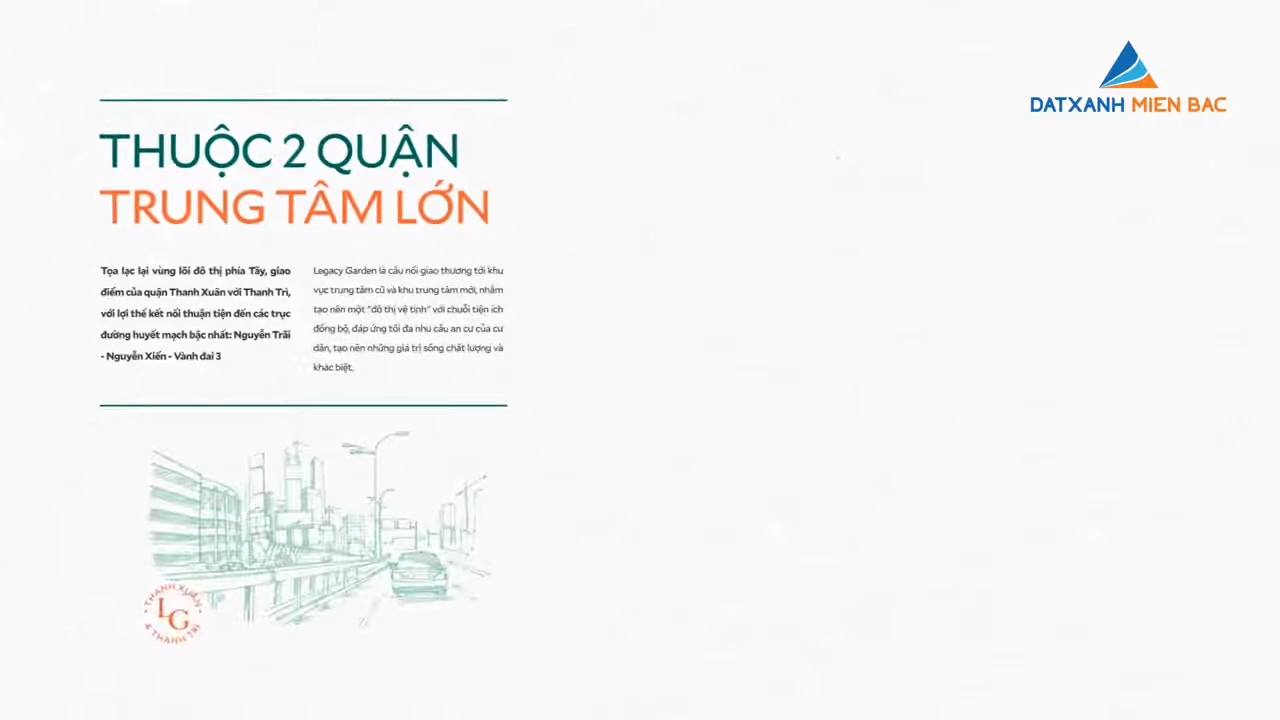 DATXANH MIEN BAC
THUỘC 2 QUẬN
TRUNG TÂM LỚN
Tọa lạc lại vùng lõi đô thị phía Tây, giao
điểm của quận Thanh Xuân với Thanh Trì,
với lợi thế kết nối thuận tiện đến các trục
đường huyết mạch bậc nhất: Nguyễn Trãi
- Nguyễn Xiển - Vành đai 3
Legacy Garden là cầu nối giao thương tới khu
vực trung tâm cũ và khu trung tâm mới, nhằm
tạo nên một "đô thị vệ tinh" với chuỗi tiện ích
đồng bộ, đáp ứng tối đa nhu cầu an cư của cư
dân, tạo nên những giá trị sống chất lượng và
khác biệt.
THANH XUÂN
LG
& THANH TRÌ